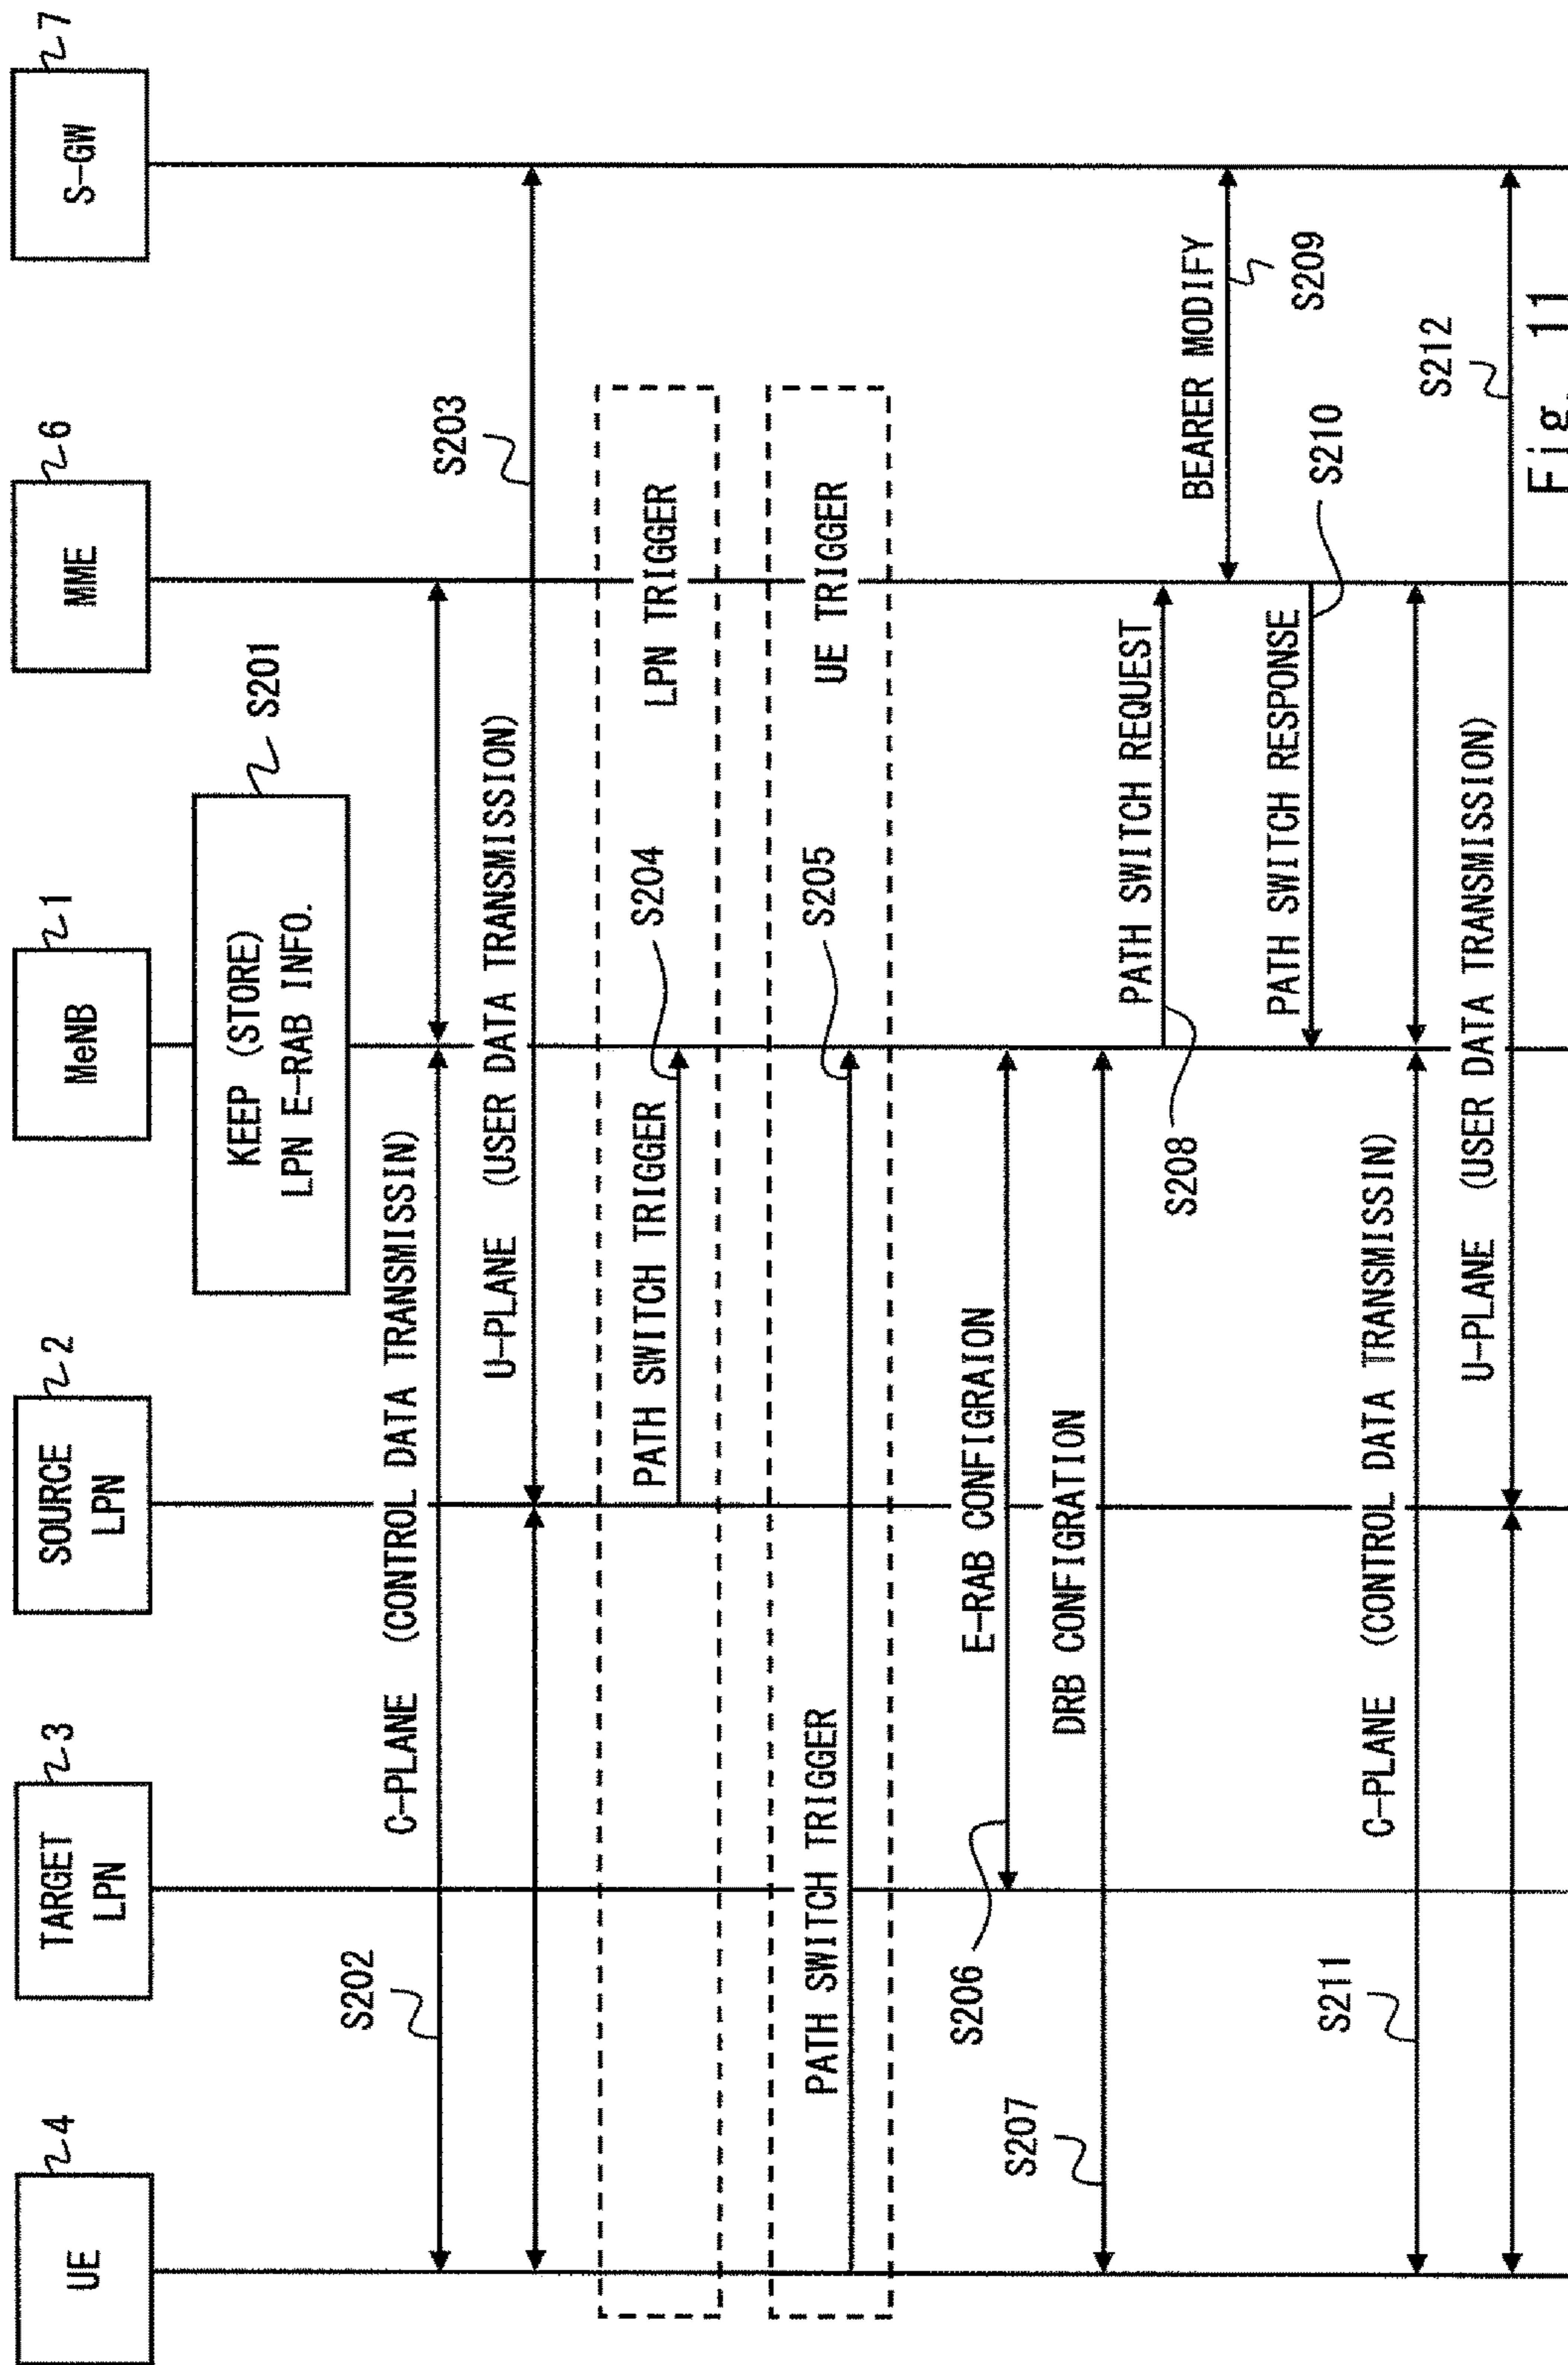 UE
4
TARGET
LPN
3
SOURCE
LPN
2
MeNB
1
MME
6
S-GW
7
KEEP (STORE)
LPN E-RAB INFO.
S201
S202
C-PLANE (CONTROL DATA TRANSMISSIN)
S203
U-PLANE (USER DATA TRANSMISSION)
PATH SWITCH TRIGGER
S204
LPN TRIGGER
PATH SWITCH TRIGGER
S205
UE TRIGGER
S206
E-RAB CONFIGRAION
S207
DRB CONFIGRATION
S208
PATH SWITCH REQUEST
BEARER MODIFY
S209
PATH SWITCH RESPONSE
S210
S211
C-PLANE (CONTROL DATA TRANSMISSIN)
U-PLANE (USER DATA TRANSMISSION)
S212
Fig. 11